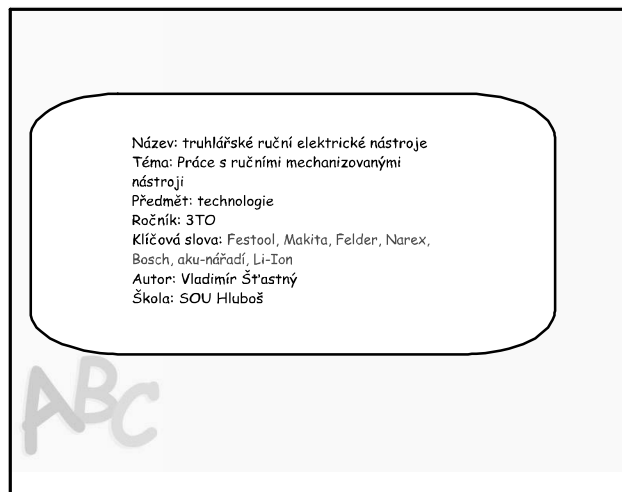 Název: truhlářské ruční elektrické nástroje
Téma: Práce s ručními mechanizovanými
nástroji
Předmět: technologie
Ročník: 3TO
Klíčová slova: Festool, Makita, Felder, Narex,
Bosch, aku-nářadí, Li-Ion
Autor: Vladimír Šťastný
Škola: SOU Hluboš
ABC